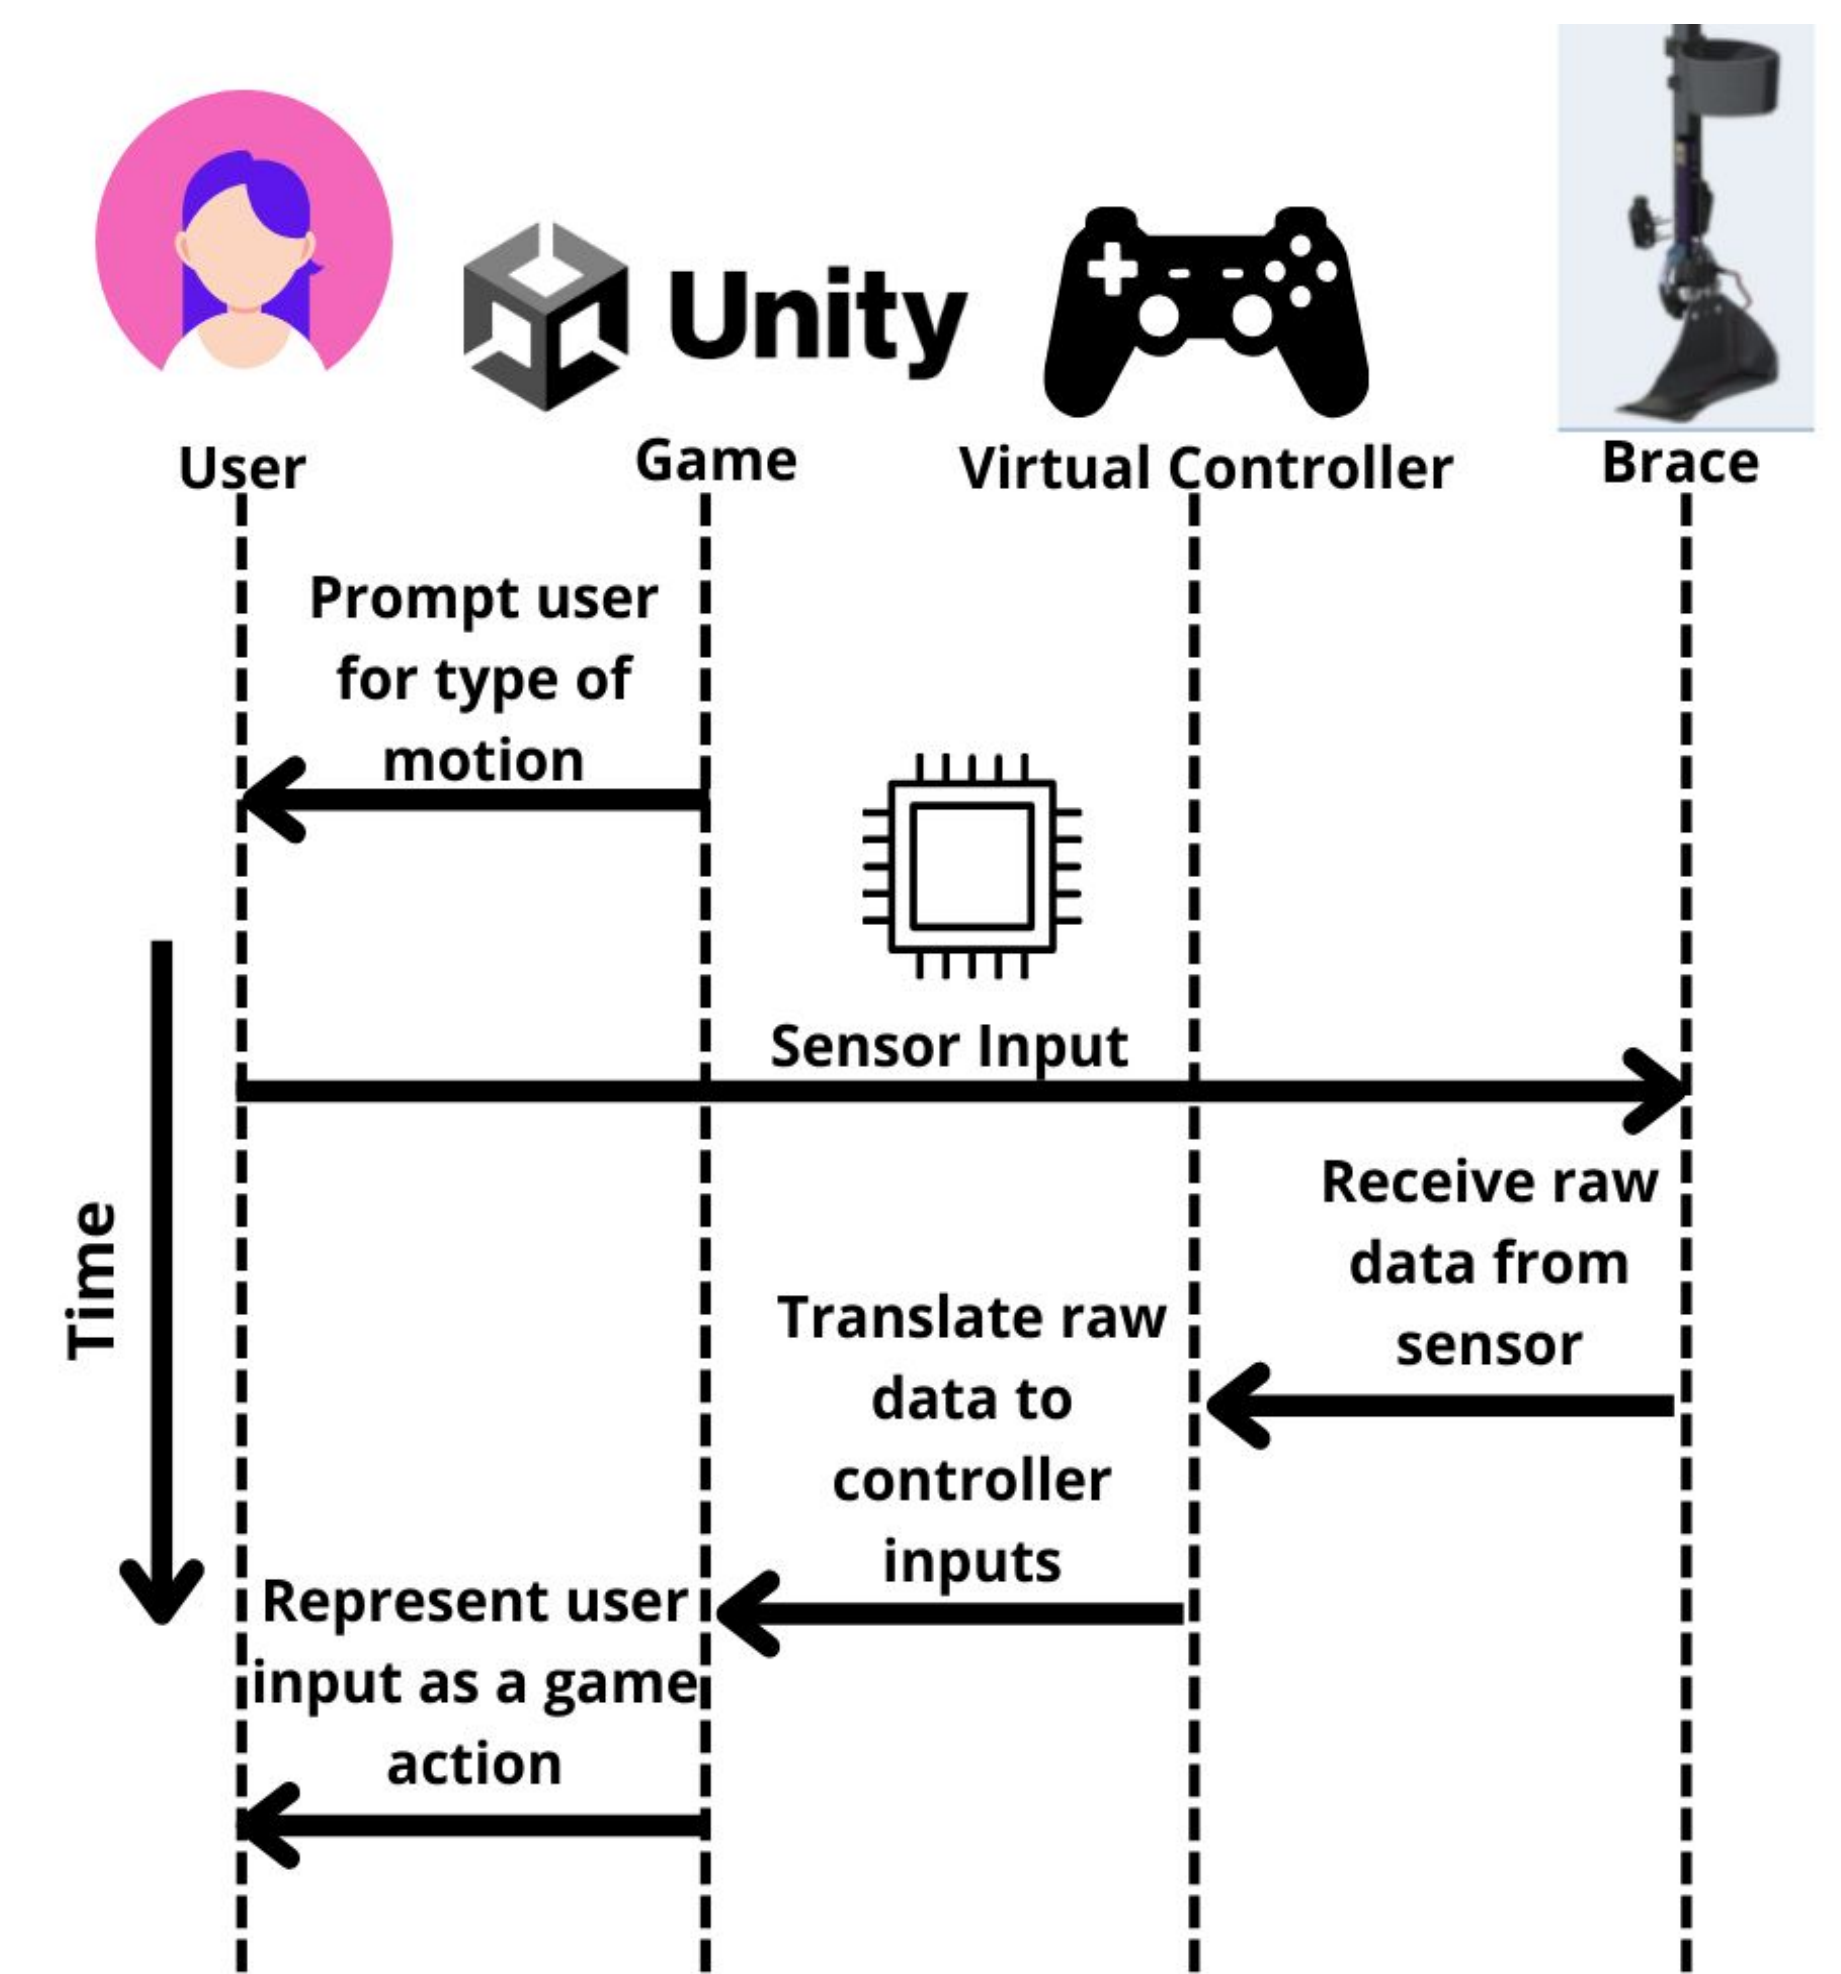 Unity
User
Game
Virtual Controller
Brace
Prompt user
for type of
motion
Sensor Input
Receive raw
data from
sensor
Time
Translate raw
data to
controller
inputs
Represent user
input as a game
action